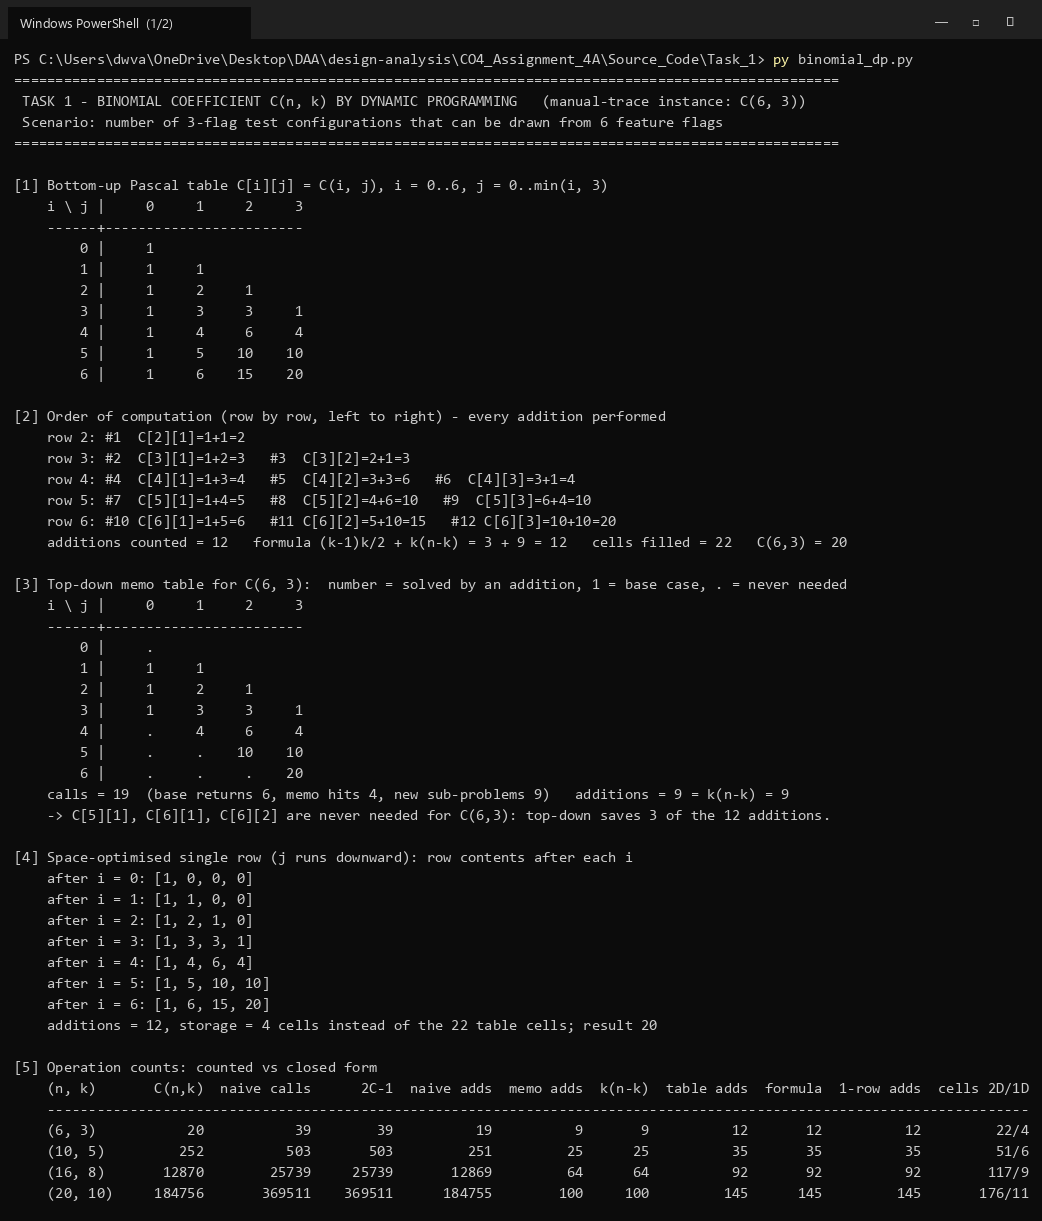 Windows PowerShell (1/2)
PS C:\Users\dwva\OneDrive\Desktop\DAA\design-analysis\CO4_Assignment_4A\Source_Code\Task_1> py binomial_dp.py
====================================================================================================
 TASK 1 - BINOMIAL COEFFICIENT C(n, k) BY DYNAMIC PROGRAMMING   (manual-trace instance: C(6, 3))
 Scenario: number of 3-flag test configurations that can be drawn from 6 feature flags
====================================================================================================

[1] Bottom-up Pascal table C[i][j] = C(i, j), i = 0..6, j = 0..min(i, 3)
    i \ j |     0     1     2     3
    ------+------------------------
        0 |     1
        1 |     1     1
        2 |     1     2     1
        3 |     1     3     3     1
        4 |     1     4     6     4
        5 |     1     5    10    10
        6 |     1     6    15    20

[2] Order of computation (row by row, left to right) - every addition performed
    row 2: #1  C[2][1]=1+1=2
    row 3: #2  C[3][1]=1+2=3   #3  C[3][2]=2+1=3
    row 4: #4  C[4][1]=1+3=4   #5  C[4][2]=3+3=6   #6  C[4][3]=3+1=4
    row 5: #7  C[5][1]=1+4=5   #8  C[5][2]=4+6=10   #9  C[5][3]=6+4=10
    row 6: #10 C[6][1]=1+5=6   #11 C[6][2]=5+10=15   #12 C[6][3]=10+10=20
    additions counted = 12   formula (k-1)k/2 + k(n-k) = 3 + 9 = 12   cells filled = 22   C(6,3) = 20

[3] Top-down memo table for C(6, 3):  number = solved by an addition, 1 = base case, . = never needed
    i \ j |     0     1     2     3
    ------+------------------------
        0 |     .
        1 |     1     1
        2 |     1     2     1
        3 |     1     3     3     1
        4 |     .     4     6     4
        5 |     .     .    10    10
        6 |     .     .     .    20
    calls = 19  (base returns 6, memo hits 4, new sub-problems 9)   additions = 9 = k(n-k) = 9
    -> C[5][1], C[6][1], C[6][2] are never needed for C(6,3): top-down saves 3 of the 12 additions.

[4] Space-optimised single row (j runs downward): row contents after each i
    after i = 0: [1, 0, 0, 0]
    after i = 1: [1, 1, 0, 0]
    after i = 2: [1, 2, 1, 0]
    after i = 3: [1, 3, 3, 1]
    after i = 4: [1, 4, 6, 4]
    after i = 5: [1, 5, 10, 10]
    after i = 6: [1, 6, 15, 20]
    additions = 12, storage = 4 cells instead of the 22 table cells; result 20

[5] Operation counts: counted vs closed form
    (n, k)       C(n,k)  naive calls      2C-1  naive adds  memo adds  k(n-k)  table adds  formula  1-row adds  cells 2D/1D
    -----------------------------------------------------------------------------------------------------------------------
    (6, 3)           20           39        39          19          9       9          12       12          12         22/4
    (10, 5)         252          503       503         251         25      25          35       35          35         51/6
    (16, 8)       12870        25739     25739       12869         64      64          92       92          92        117/9
    (20, 10)     184756       369511    369511      184755        100     100         145      145         145       176/11